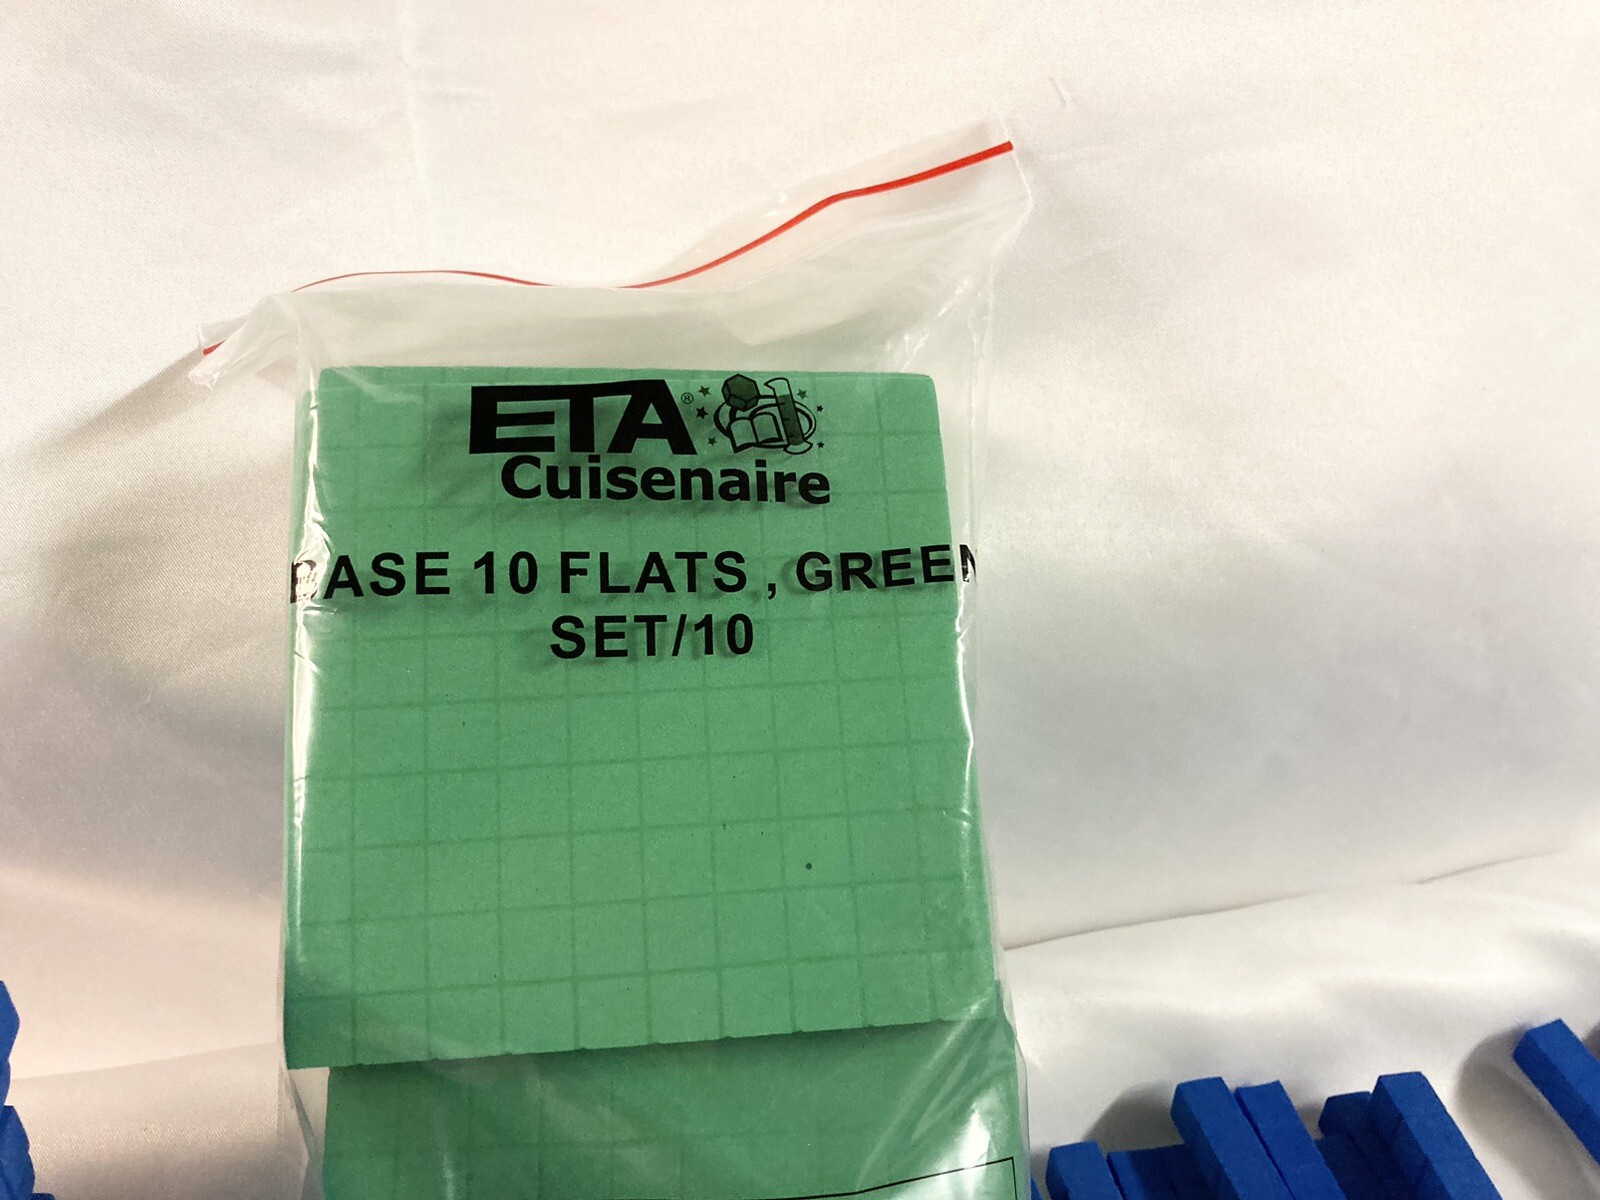 ETA®
Cuisenaire
BASE 10 FLATS , GREEN
SET/10